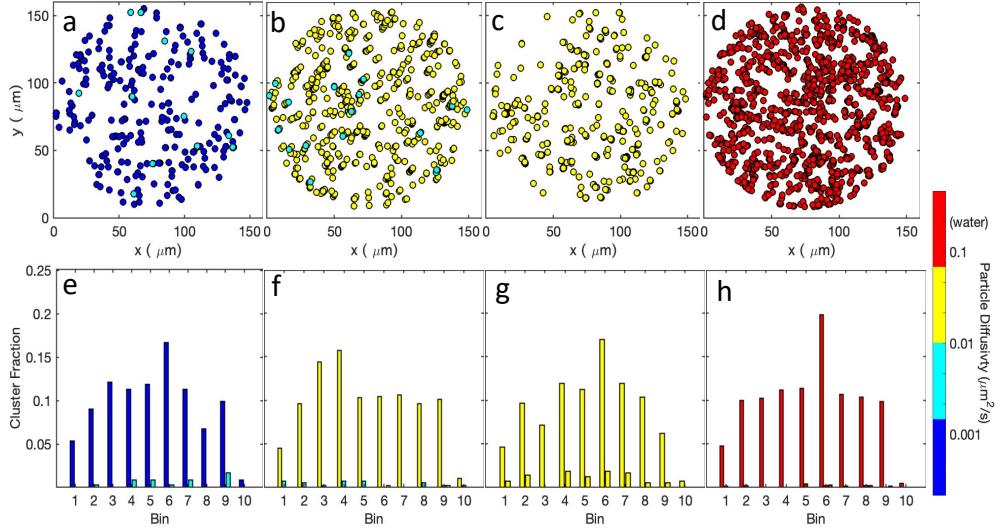 a
b
c
d
150
100
50
0
y ( μm)
50 100 150 0 50 100 150 0 50 100 150 0 50 100 150
x ( μm) x ( μm) x ( μm) x ( μm)
e
f
g
h
0.25
0.2
0.15
0.1
0.05
Cluster Fraction
1 2 3 4 5 6 7 8 9 10 1 2 3 4 5 6 7 8 9 10 1 2 3 4 5 6 7 8 9 10 1 2 3 4 5 6 7 8 9 10
Bin Bin Bin Bin
(water)
0.1
0.01
0.001
Particle Diffusivty (μm²/s)